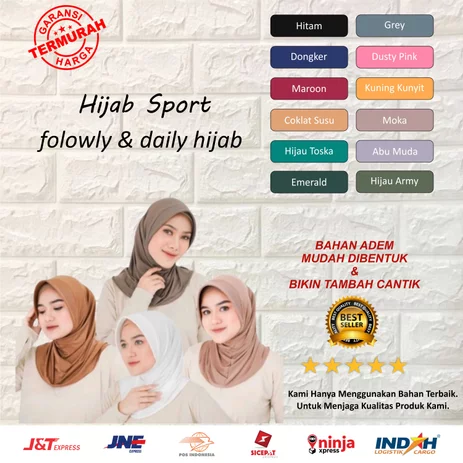 GARANSI
TERMURAH
HARGA
Hijab Sport
folowly & daily hijab
Hitam
Grey
Dongker
Dusty Pink
Maroon
Kuning Kunyit
Coklat Susu
Moka
Hijau Toska
Abu Muda
Emerald
Hijau Army
BAHAN ADEM
MUDAH DIBENTUK
&
BIKIN TAMBAH CANTIK
BEST
SELLER
Kami Hanya Menggunakan Bahan Terbaik.
Untuk Menjaga Kualitas Produk Kami.
J&T EXPRESS
JNE
EXPRESS
POS INDONESIA
SICEPAT
EKSPRES
ninja
xpress
INDAH
LOGISTIK CARGO